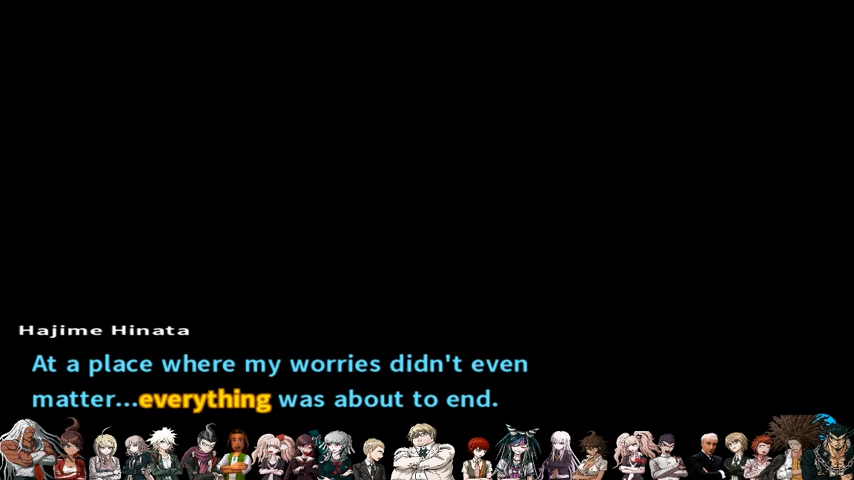 Hajime Hinata
At a place where my worries didn't even
matter...everything was about to end.